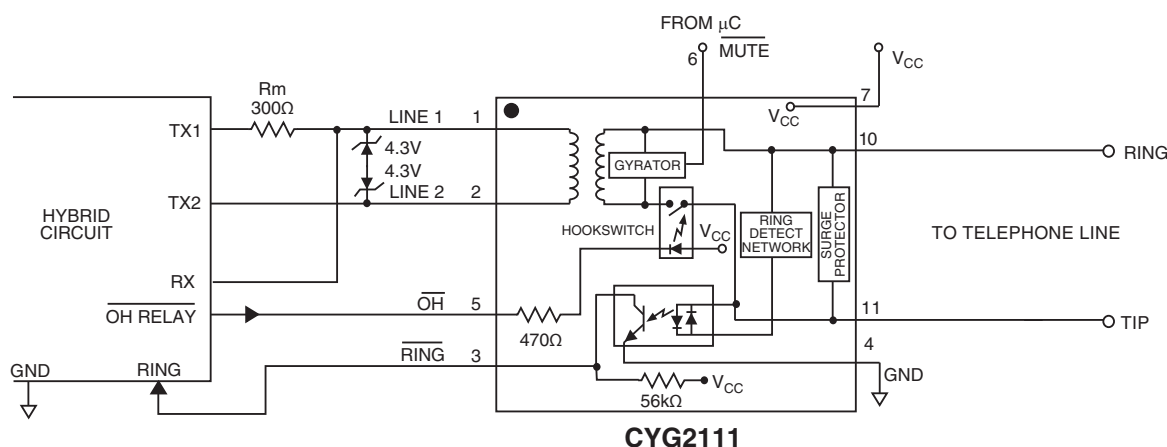 FROM μC
MUTE
6
VCC
7
VCC
Rm
300Ω
TX1
LINE 1
1
4.3V
4.3V
TX2
LINE 2
2
GYRATOR
10
RING
HYBRID
CIRCUIT
HOOKSWITCH
VCC
RING
DETECT
NETWORK
SURGE
PROTECTOR
TO TELEPHONE LINE
RX
OH RELAY
OH
5
470Ω
11
TIP
GND
RING
RING
3
4
GND
56kΩ
VCC
CYG2111